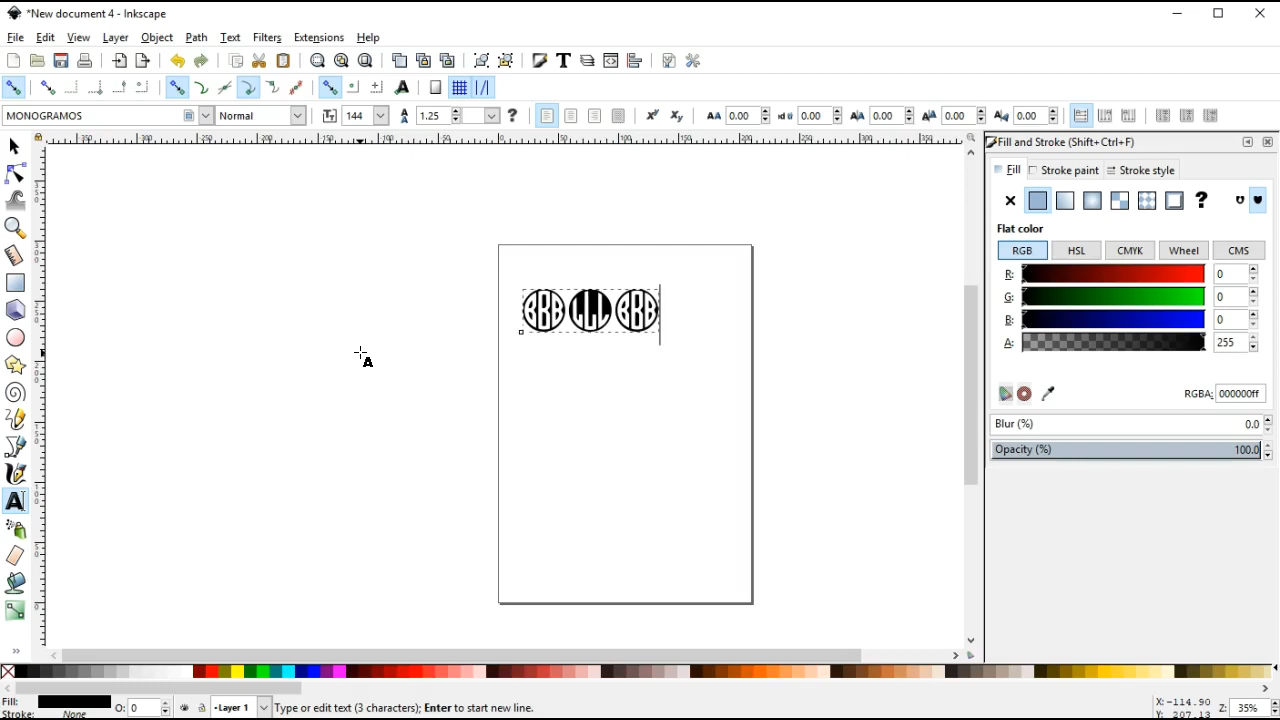 *New document 4 - Inkscape
File Edit View Layer Object Path Text Filters Extensions Help
MONOGRAMOS Normal 144 1.25 0.00 0.00 0.00 0.00 0.00
Fill and Stroke (Shift+Ctrl+F)
Fill Stroke paint Stroke style
Flat color
RGB HSL CMYK Wheel CMS
R: 0
G: 0
B: 0
A: 255
RGBA: 000000ff
Blur (%) 0.0
Opacity (%) 100.0
BBB LLL BBB
A
Fill:
Stroke: None
O: 0
-Layer 1
Type or edit text (3 characters); Enter to start new line.
X: -114.90
Y: 207.13
Z: 35%